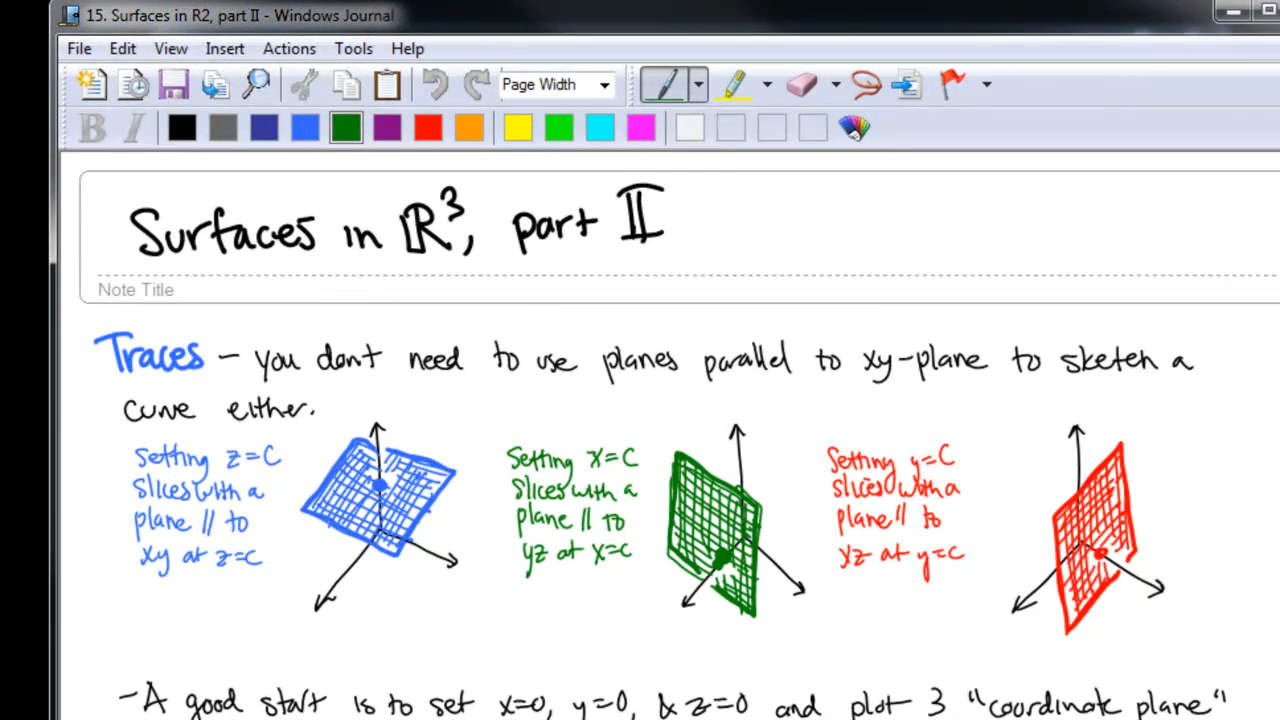 15. Surfaces in R2, part II - Windows Journal
File Edit View Insert Actions Tools Help
Page Width
B I
Surfaces in ℝ³, part II
Note Title
Traces – you don't need to use planes parallel to xy-plane to sketch a
curve either.
Setting z=C
slices with a
plane // to
xy at z=C
Setting x=C
slices with a
plane // to
yz at x=C
Setting y=C
slices with a
plane // to
xz at y=C
- A good start is to set x=0, y=0, & z=0 and plot 3 "coordinate plane"